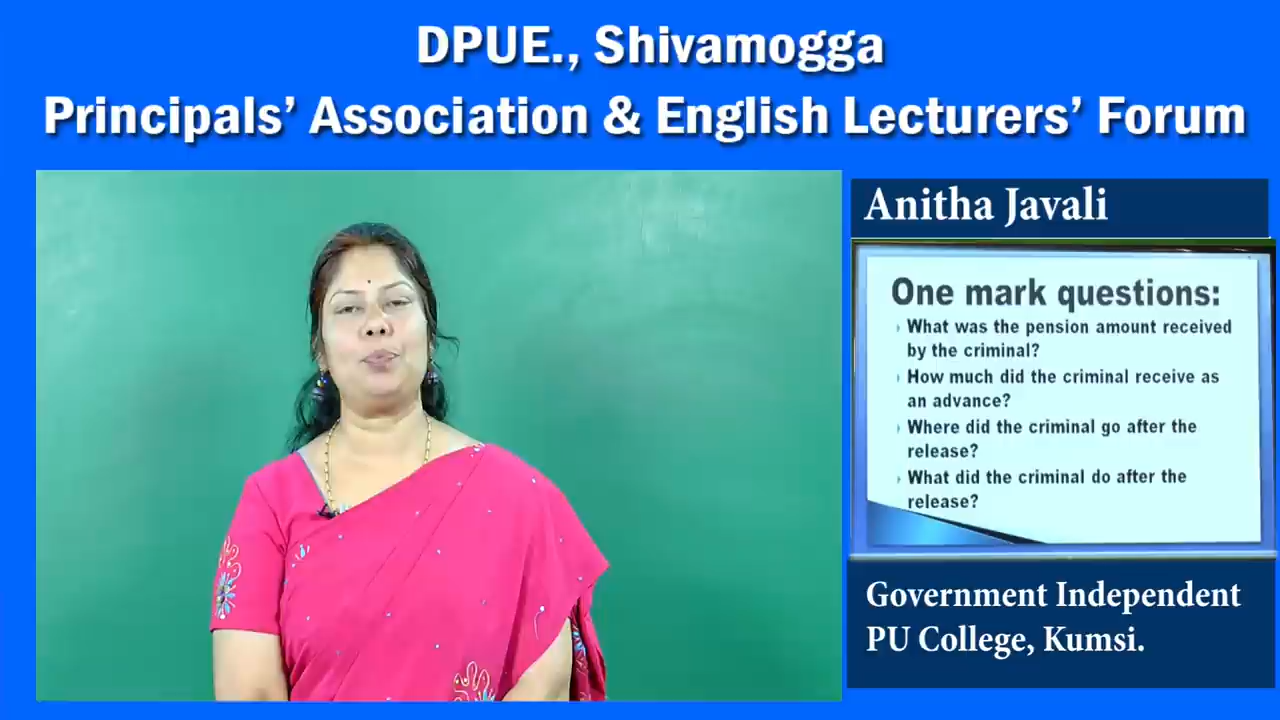 DPUE., Shivamogga
Principals’ Association & English Lecturers’ Forum
Anitha Javali
One mark questions:
What was the pension amount received
by the criminal?
How much did the criminal receive as
an advance?
Where did the criminal go after the
release?
What did the criminal do after the
release?
Government Independent
PU College, Kumsi.